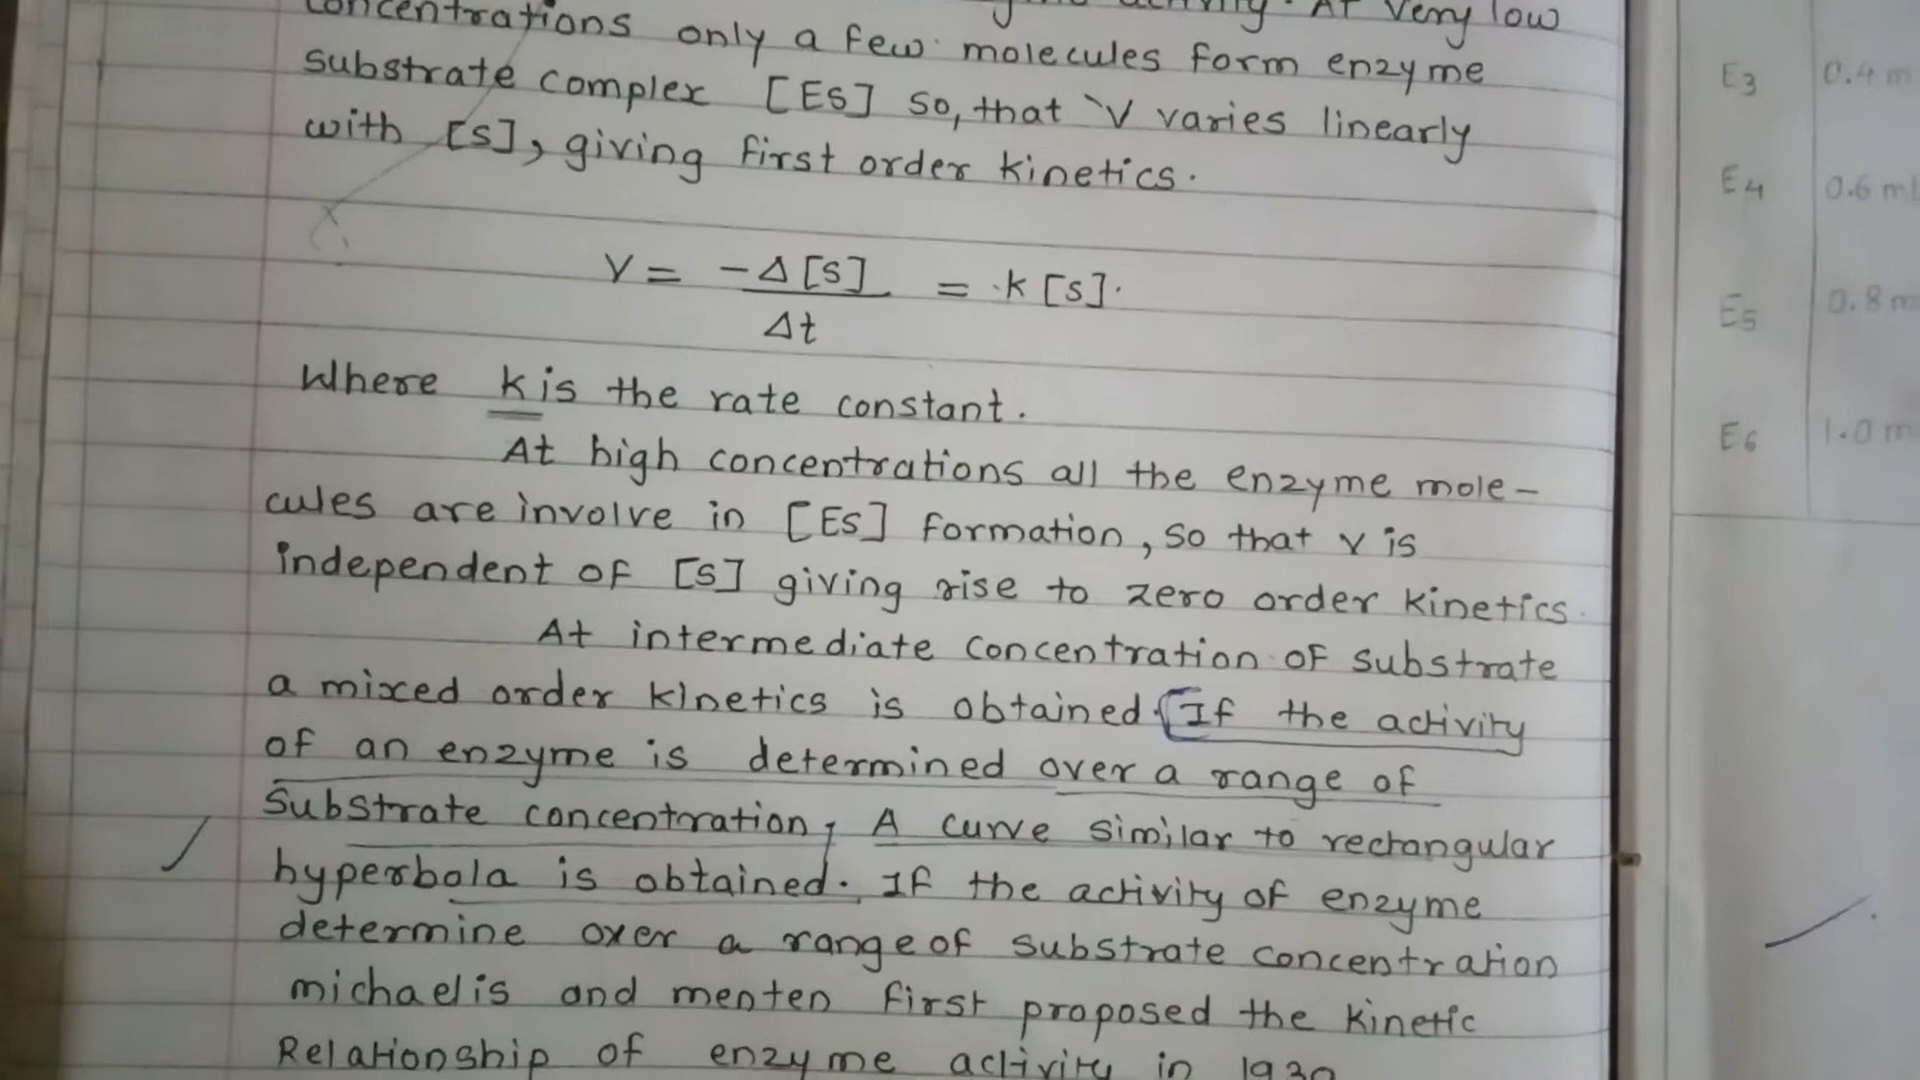 concentrations activity. At very low
only a few molecules form enzyme
substrate complex [ES] so, that V varies linearly
with [S], giving first order kinetics.
V = -Δ[S] / Δt = K [S].
Where K is the rate constant.
At high concentrations all the enzyme mole-
cules are involve in [ES] formation, so that v is
independent of [S] giving rise to zero order kinetics.
At intermediate concentration of substrate
a mixed order kinetics is obtained. [If the activity
of an enzyme is determined over a range of
substrate concentration, A curve similar to rectangular
hyperbola is obtained. If the activity of enzyme
determine over a range of substrate concentration
michaelis and menten first proposed the kinetic
Relationship of enzyme activity in
E3 0.4 m
E4 0.6 ml
E5 0.8 m
E6 1.0 m